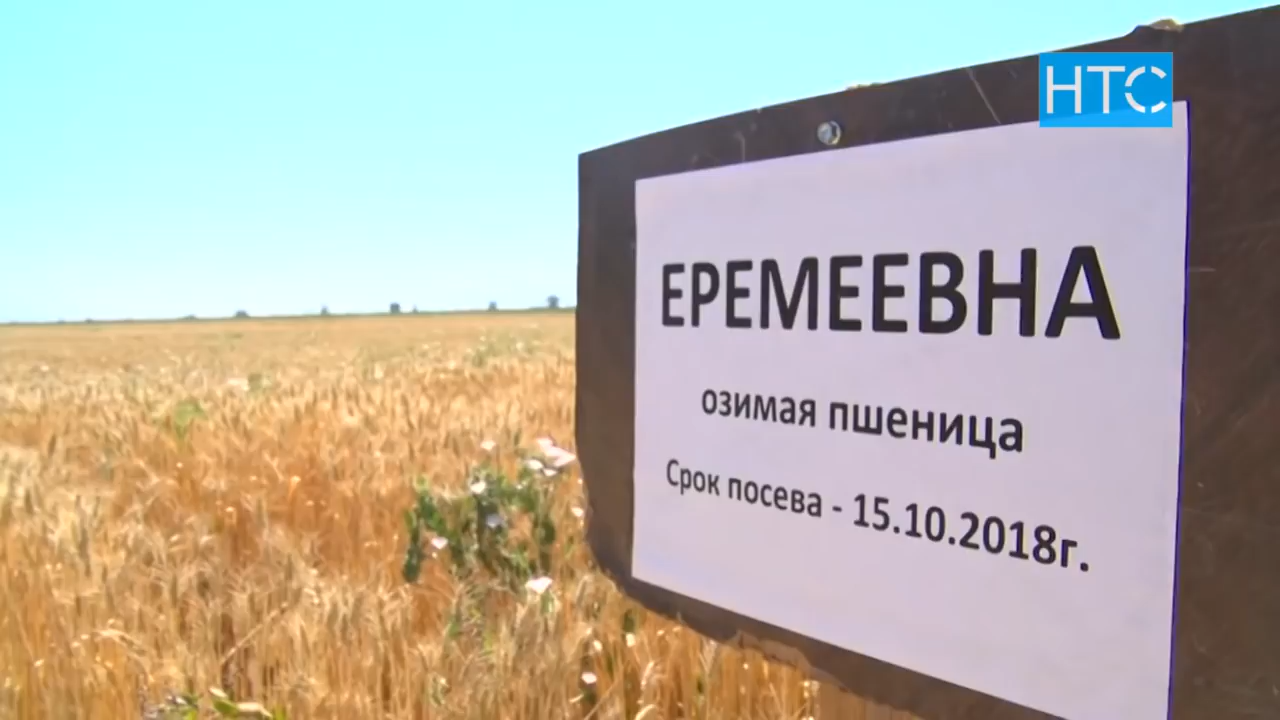 НТС
ЕРЕМЕЕВНА
озимая пшеница
Срок посева - 15.10.2018г.